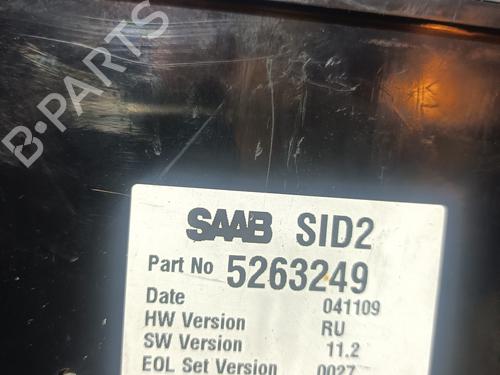 B-PARTS
SAAB SID2
Part No 5263249
Date 041109
HW Version RU
SW Version 11.2
EOL Set Version 0027